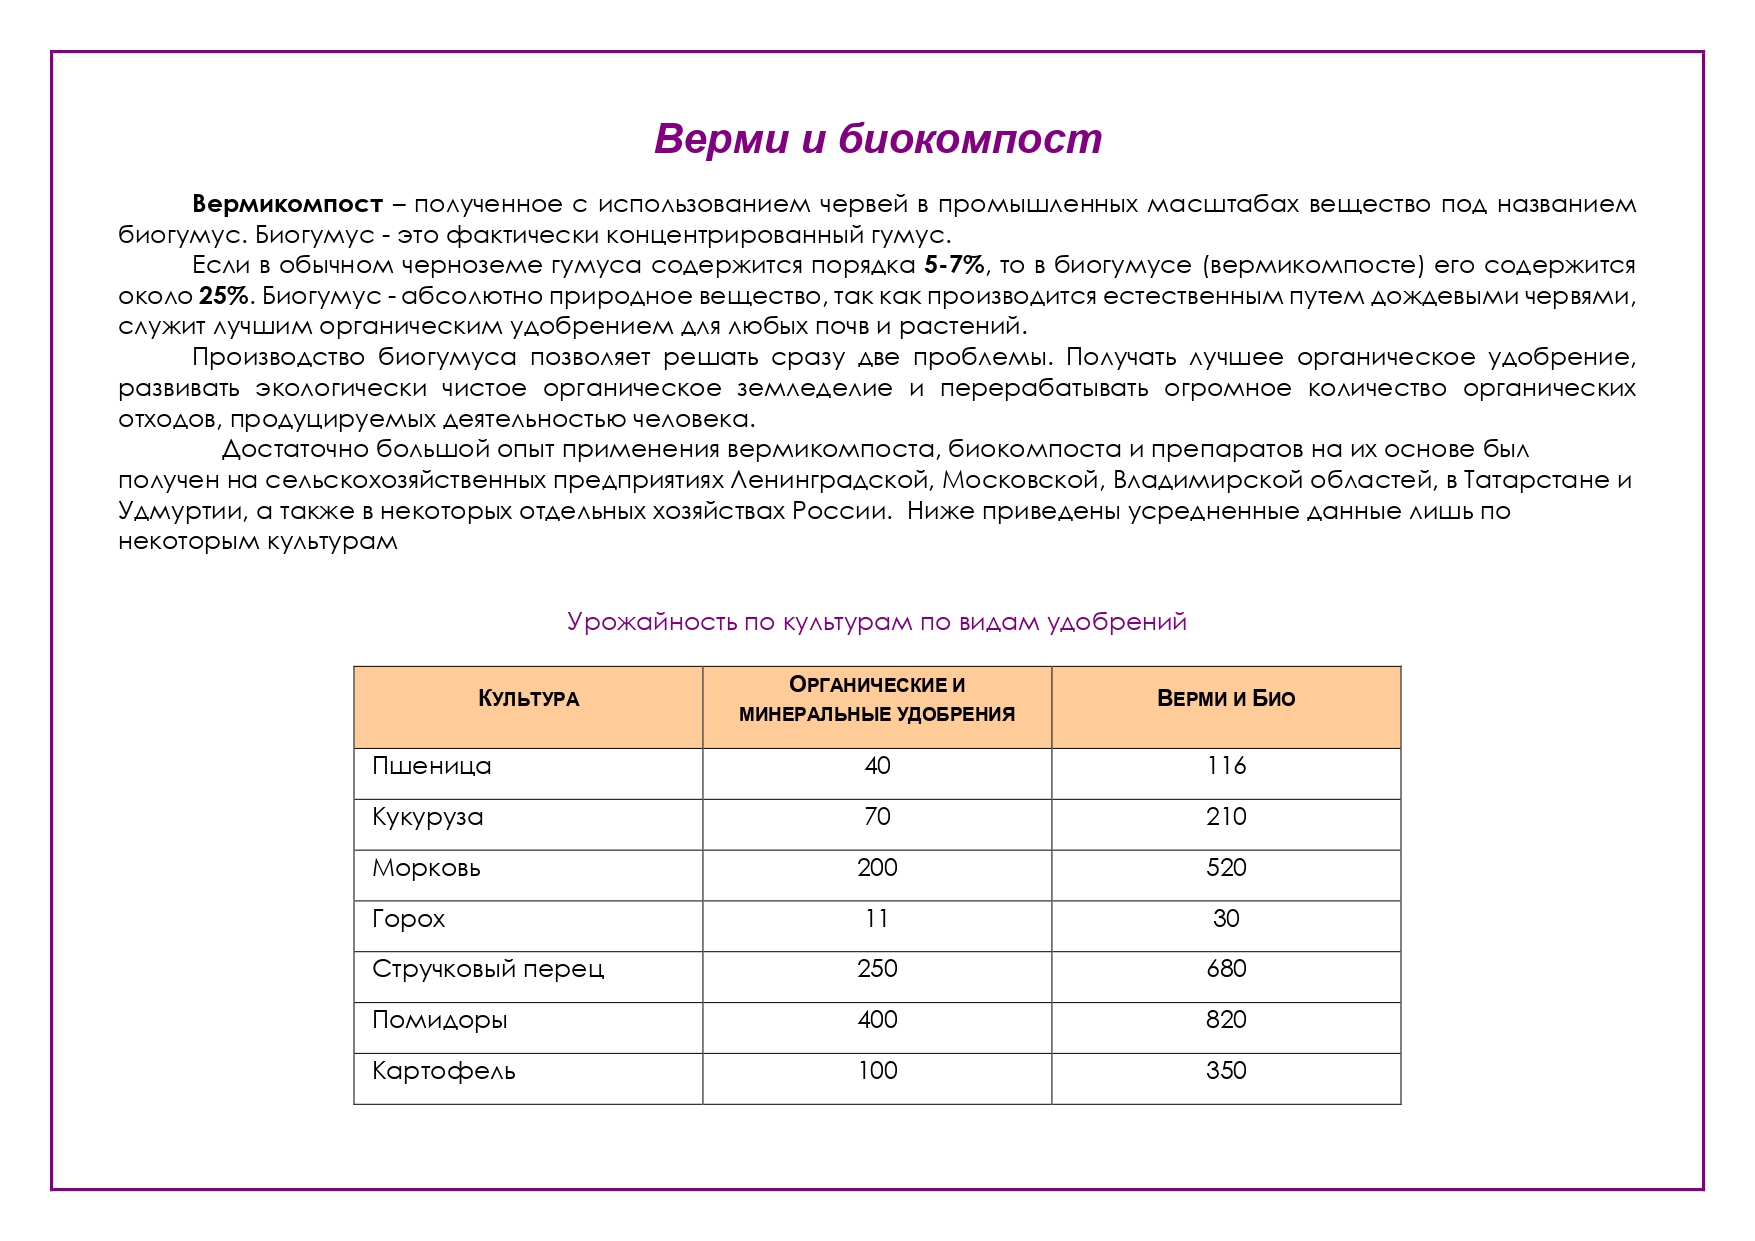 Верми и биокомпост
Вермикомпост – полученное с использованием червей в промышленных масштабах вещество под названием
биогумус. Биогумус - это фактически концентрированный гумус.
Если в обычном черноземе гумуса содержится порядка 5-7%, то в биогумусе (вермикомпосте) его содержится
около 25%. Биогумус - абсолютно природное вещество, так как производится естественным путем дождевыми червями,
служит лучшим органическим удобрением для любых почв и растений.
Производство биогумуса позволяет решать сразу две проблемы. Получать лучшее органическое удобрение,
развивать экологически чистое органическое земледелие и перерабатывать огромное количество органических
отходов, продуцируемых деятельностью человека.
Достаточно большой опыт применения вермикомпоста, биокомпоста и препаратов на их основе был
получен на сельскохозяйственных предприятиях Ленинградской, Московской, Владимирской областей, в Татарстане и
Удмуртии, а также в некоторых отдельных хозяйствах России.  Ниже приведены усредненные данные лишь по
некоторым культурам
Урожайность по культурам по видам удобрений
КУЛЬТУРА
ОРГАНИЧЕСКИЕ И
МИНЕРАЛЬНЫЕ УДОБРЕНИЯ
ВЕРМИ И БИО
Пшеница 40 116
Кукуруза 70 210
Морковь 200 520
Горох 11 30
Стручковый перец 250 680
Помидоры 400 820
Картофель 100 350